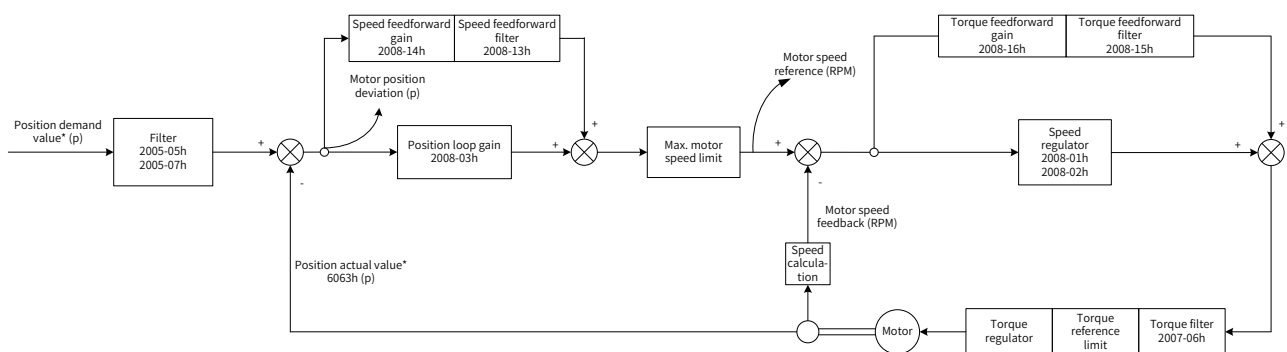 Speed feedforward
gain
2008-14h
Speed feedforward
filter
2008-13h
Torque feedforward
gain
2008-16h
Torque feedforward
filter
2008-15h
Motor position
deviation (p)
Motor speed
reference (RPM)
+
+
Position demand
value* (p)
Filter
2005-05h
2005-07h
+
Position loop gain
2008-03h
+
Max. motor
speed limit
+
Speed
regulator
2008-01h
2008-02h
+
-
-
Motor speed
feedback (RPM)
Position actual value*
6063h (p)
Speed
calcula-
tion
Motor
Torque
regulator
Torque
reference
limit
Torque filter
2007-06h